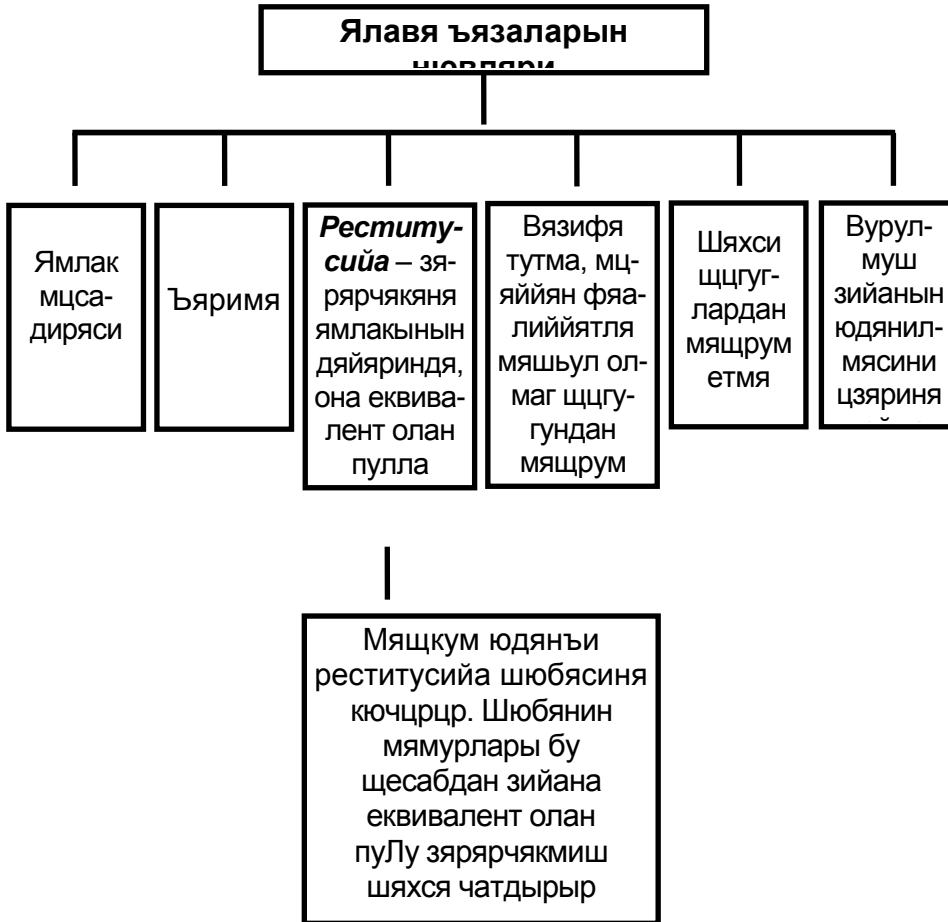 Ялавя ъязаларын
нювляри
Ямлак
мцса-
диряси
Ъяримя
Реститу-
сийа – зя-
рярчякяня
ямлакынын
дяйяриндя,
она еквива-
лент олан
пулла
Вязифя
тутма, мц-
яййян фяа-
лиййятля
мяшьул ол-
маг щцгу-
гундан
мящрум
Шяхси
щцгуг-
лардан
мящрум
етмя
Вурул-
муш
зийанын
юдянил-
мясини
цзяриня
Мящкум юдянъи
реститусийа шюбясиня
кючцрцр. Шюбянин
мямурлары бу
щесабдан зийана
еквивалент олан
пуЛу зярярчякмиш
шяхся чатдырыр